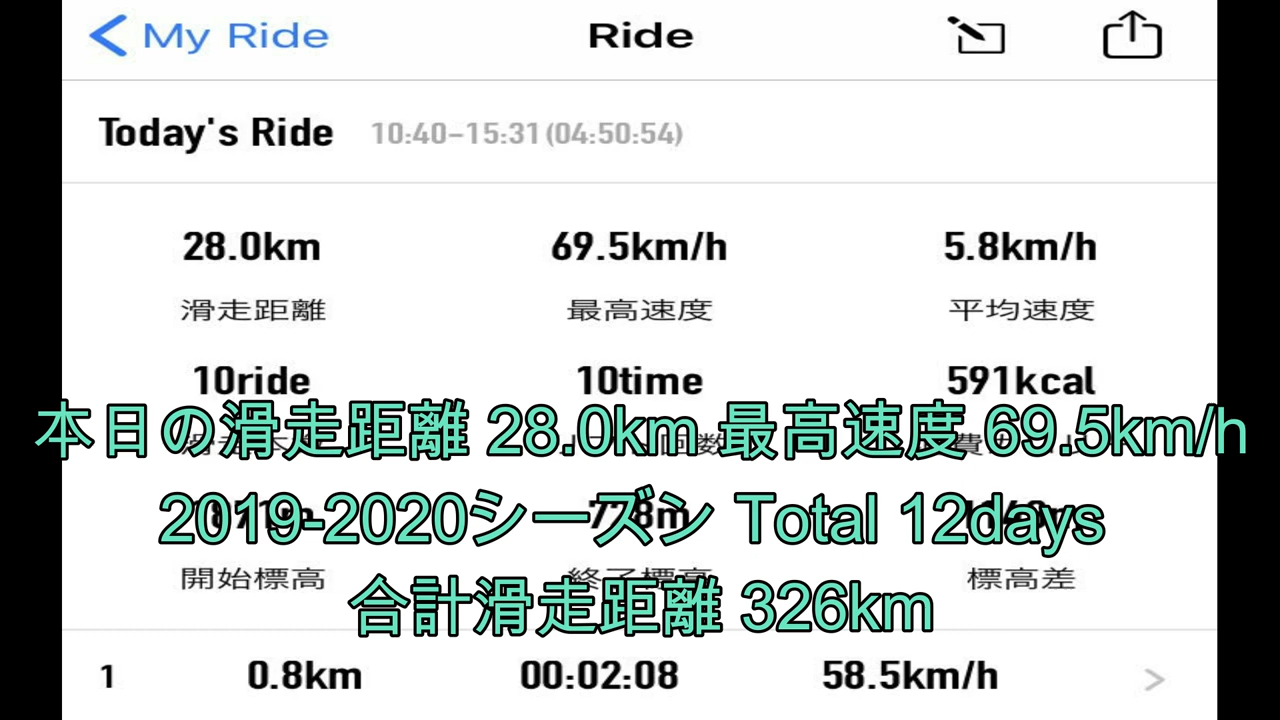 My Ride Ride
Today's Ride 10:40-15:31(04:50:54)
28.0km 69.5km/h 5.8km/h
滑走距離 最高速度 平均速度
10ride 10time 591kcal
本日の滑走距離 28.0km 最高速度 69.5km/h
2019-2020シーズン Total 12days
開始標高 終了標高 標高差
合計滑走距離 326km
1 0.8km 00:02:08 58.5km/h